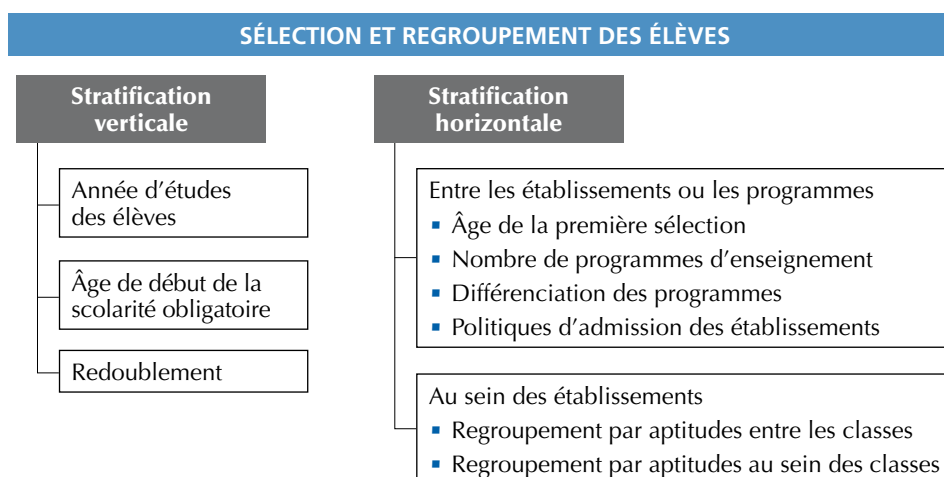 SÉLECTION ET REGROUPEMENT DES ÉLÈVES
Stratification
verticale
Année d'études
des élèves
Âge de début de la
scolarité obligatoire
Redoublement
Stratification
horizontale
Entre les établissements ou les programmes
▪ Âge de la première sélection
▪ Nombre de programmes d'enseignement
▪ Différenciation des programmes
▪ Politiques d'admission des établissements
Au sein des établissements
▪ Regroupement par aptitudes entre les classes
▪ Regroupement par aptitudes au sein des classes